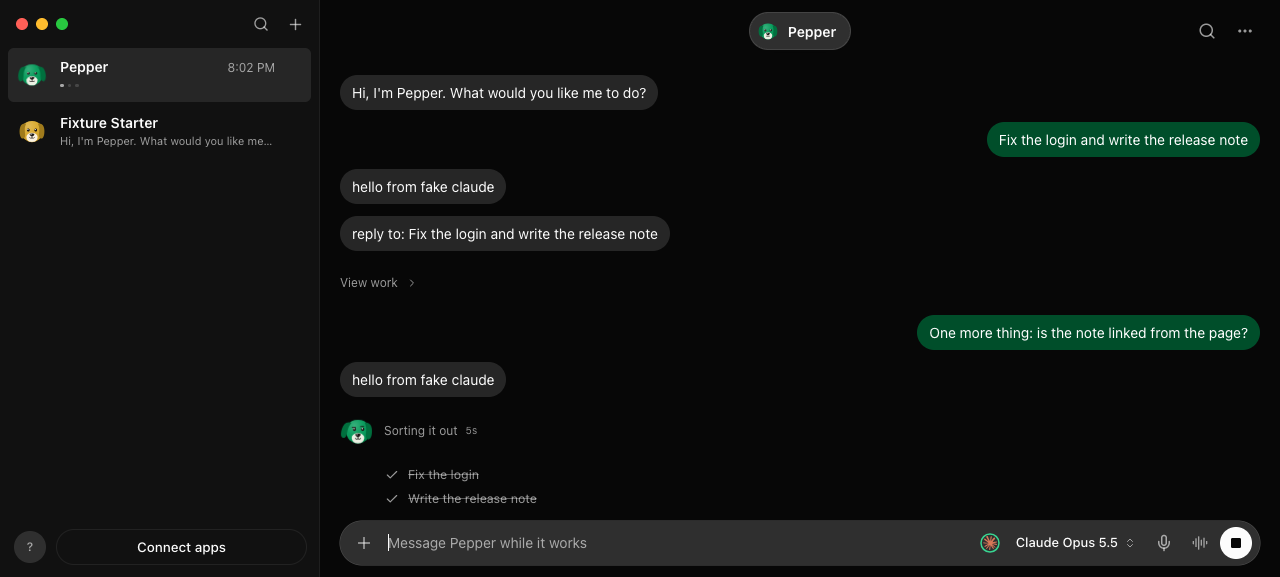 Pepper
8:02 PM
Fixture Starter
Hi, I'm Pepper. What would you like me...
?
Connect apps
Pepper
Hi, I'm Pepper. What would you like me to do?
Fix the login and write the release note
hello from fake claude
reply to: Fix the login and write the release note
View work
One more thing: is the note linked from the page?
hello from fake claude
Sorting it out 5s
Fix the login
Write the release note
Message Pepper while it works
Claude Opus 5.5